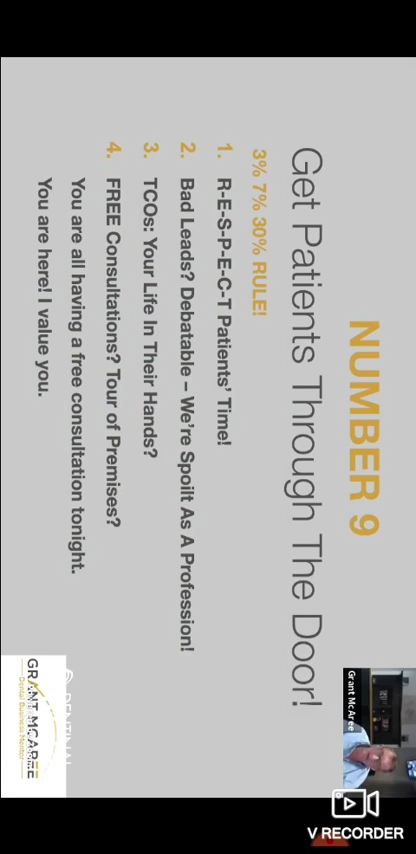 NUMBER 9
Get Patients Through The Door!
3% 7% 30% RULE!
1. R-E-S-P-E-C-T Patients’ Time!
2. Bad Leads? Debatable – We’re Spoilt As A Profession!
3. TCOs: Your Life In Their Hands?
4. FREE Consultations? Tour of Premises?
You are all having a free consultation tonight.
You are here! I value you.
Grant McAree
GRANT MCAREE
Dental Business Mentor
V RECORDER